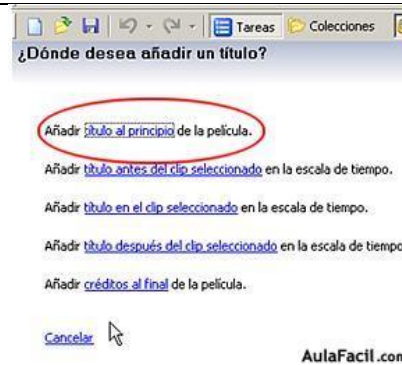 Tareas Colecciones
¿Dónde desea añadir un título?
Añadir título al principio de la película.
Añadir título antes del clip seleccionado en la escala de tiempo.
Añadir título en el clip seleccionado en la escala de tiempo.
Añadir título después del clip seleccionado en la escala de tiempo
Añadir créditos al final de la película.
Cancelar
AulaFacil.com